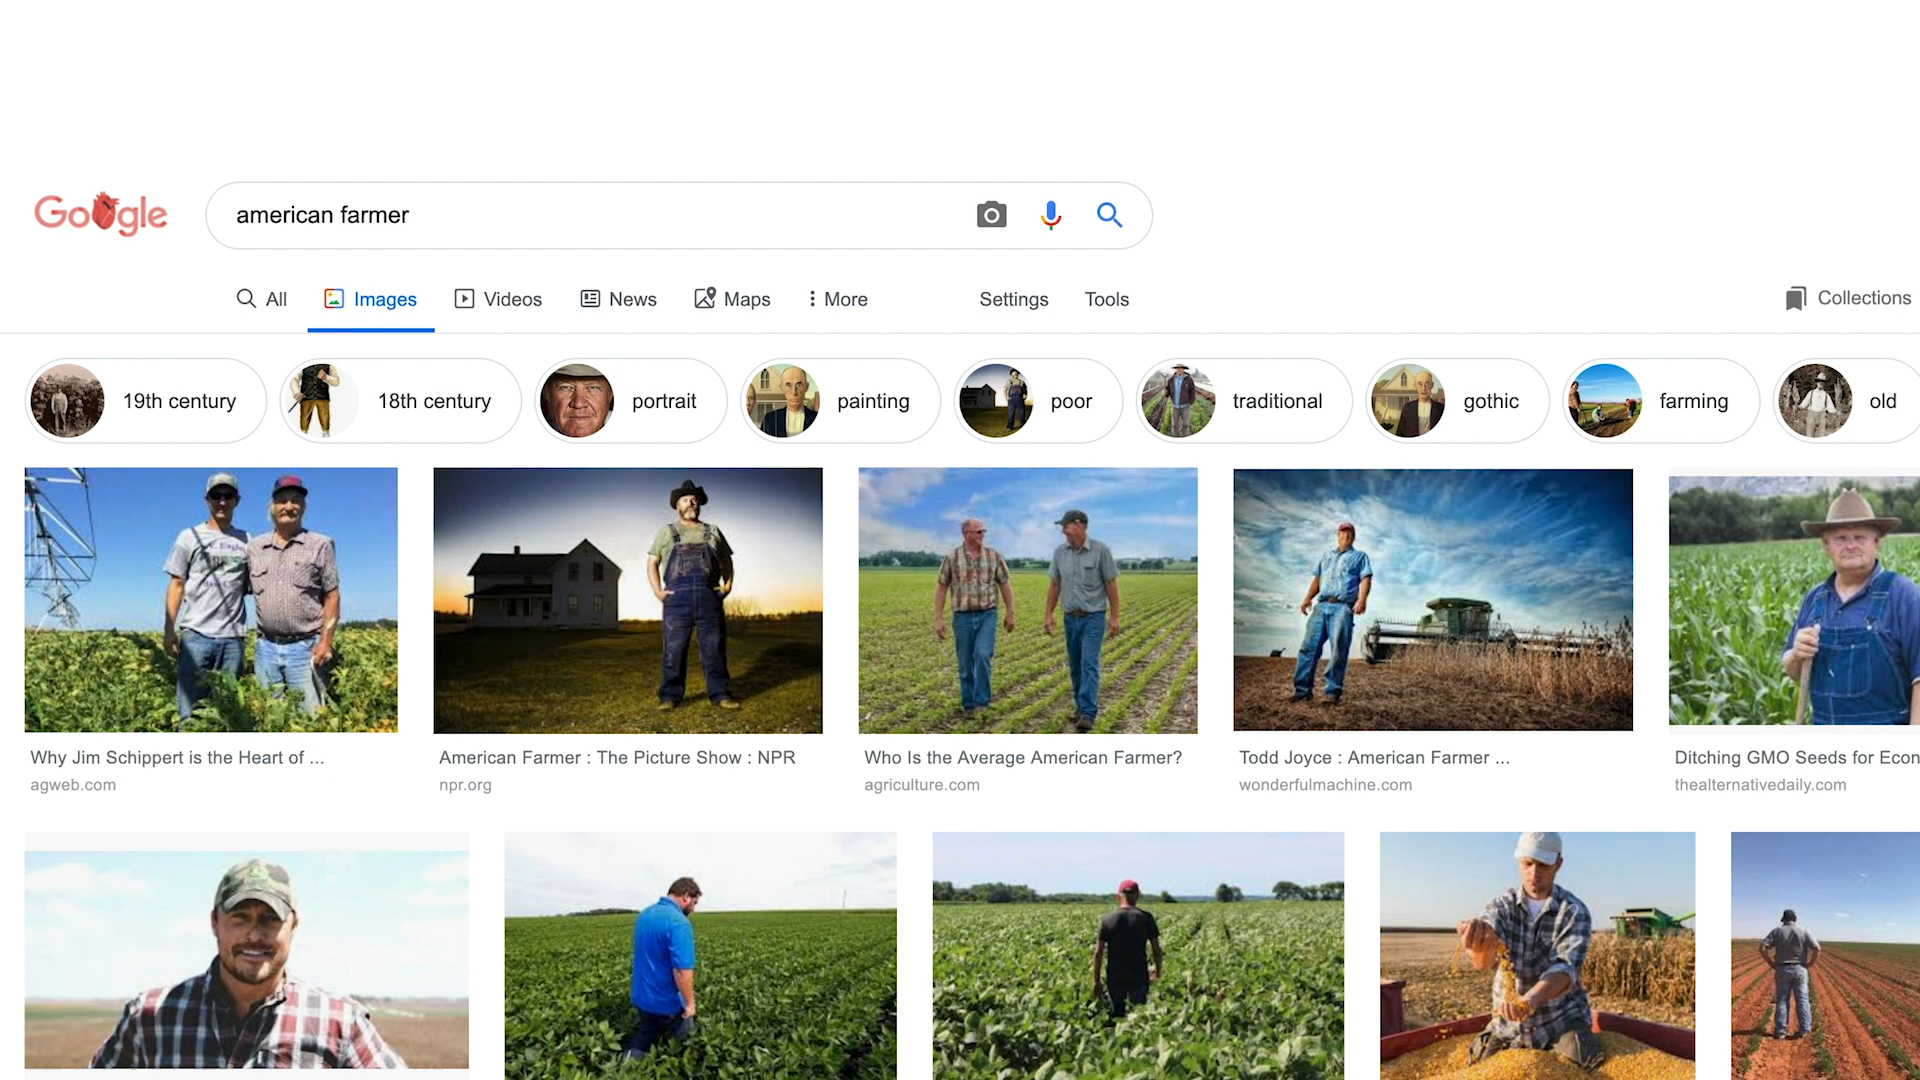 Google
american farmer
All
Images
Videos
News
Maps
More
Settings
Tools
Collections
19th century
18th century
portrait
painting
poor
traditional
gothic
farming
old
Why Jim Schippert is the Heart of ...
agweb.com
American Farmer : The Picture Show : NPR
npr.org
Who Is the Average American Farmer?
agriculture.com
Todd Joyce : American Farmer ...
wonderfulmachine.com
Ditching GMO Seeds for Econ
thealternativedaily.com